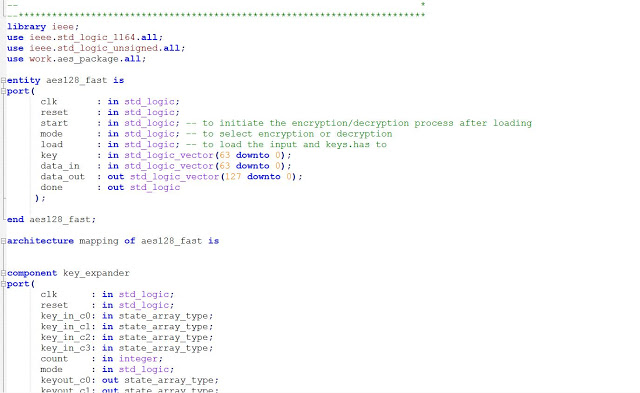 -- *
--**********************************************************************
library ieee;
use ieee.std_logic_1164.all;
use ieee.std_logic_unsigned.all;
use work.aes_package.all;
entity aes128_fast is
port(
clk : in std_logic;
reset : in std_logic;
start : in std_logic; -- to initiate the encryption/decryption process after loading
mode : in std_logic; -- to select encryption or decryption
load : in std_logic; -- to load the input and keys.has to
key : in std_logic_vector(63 downto 0);
data_in : in std_logic_vector(63 downto 0);
data_out : out std_logic_vector(127 downto 0);
done : out std_logic
);
end aes128_fast;
architecture mapping of aes128_fast is
component key_expander
port(
clk : in std_logic;
reset : in std_logic;
key_in_c0: in state_array_type;
key_in_c1: in state_array_type;
key_in_c2: in state_array_type;
key_in_c3: in state_array_type;
count : in integer;
mode : in std_logic;
keyout_c0: out state_array_type;
keyout_c1: out state_array_type;